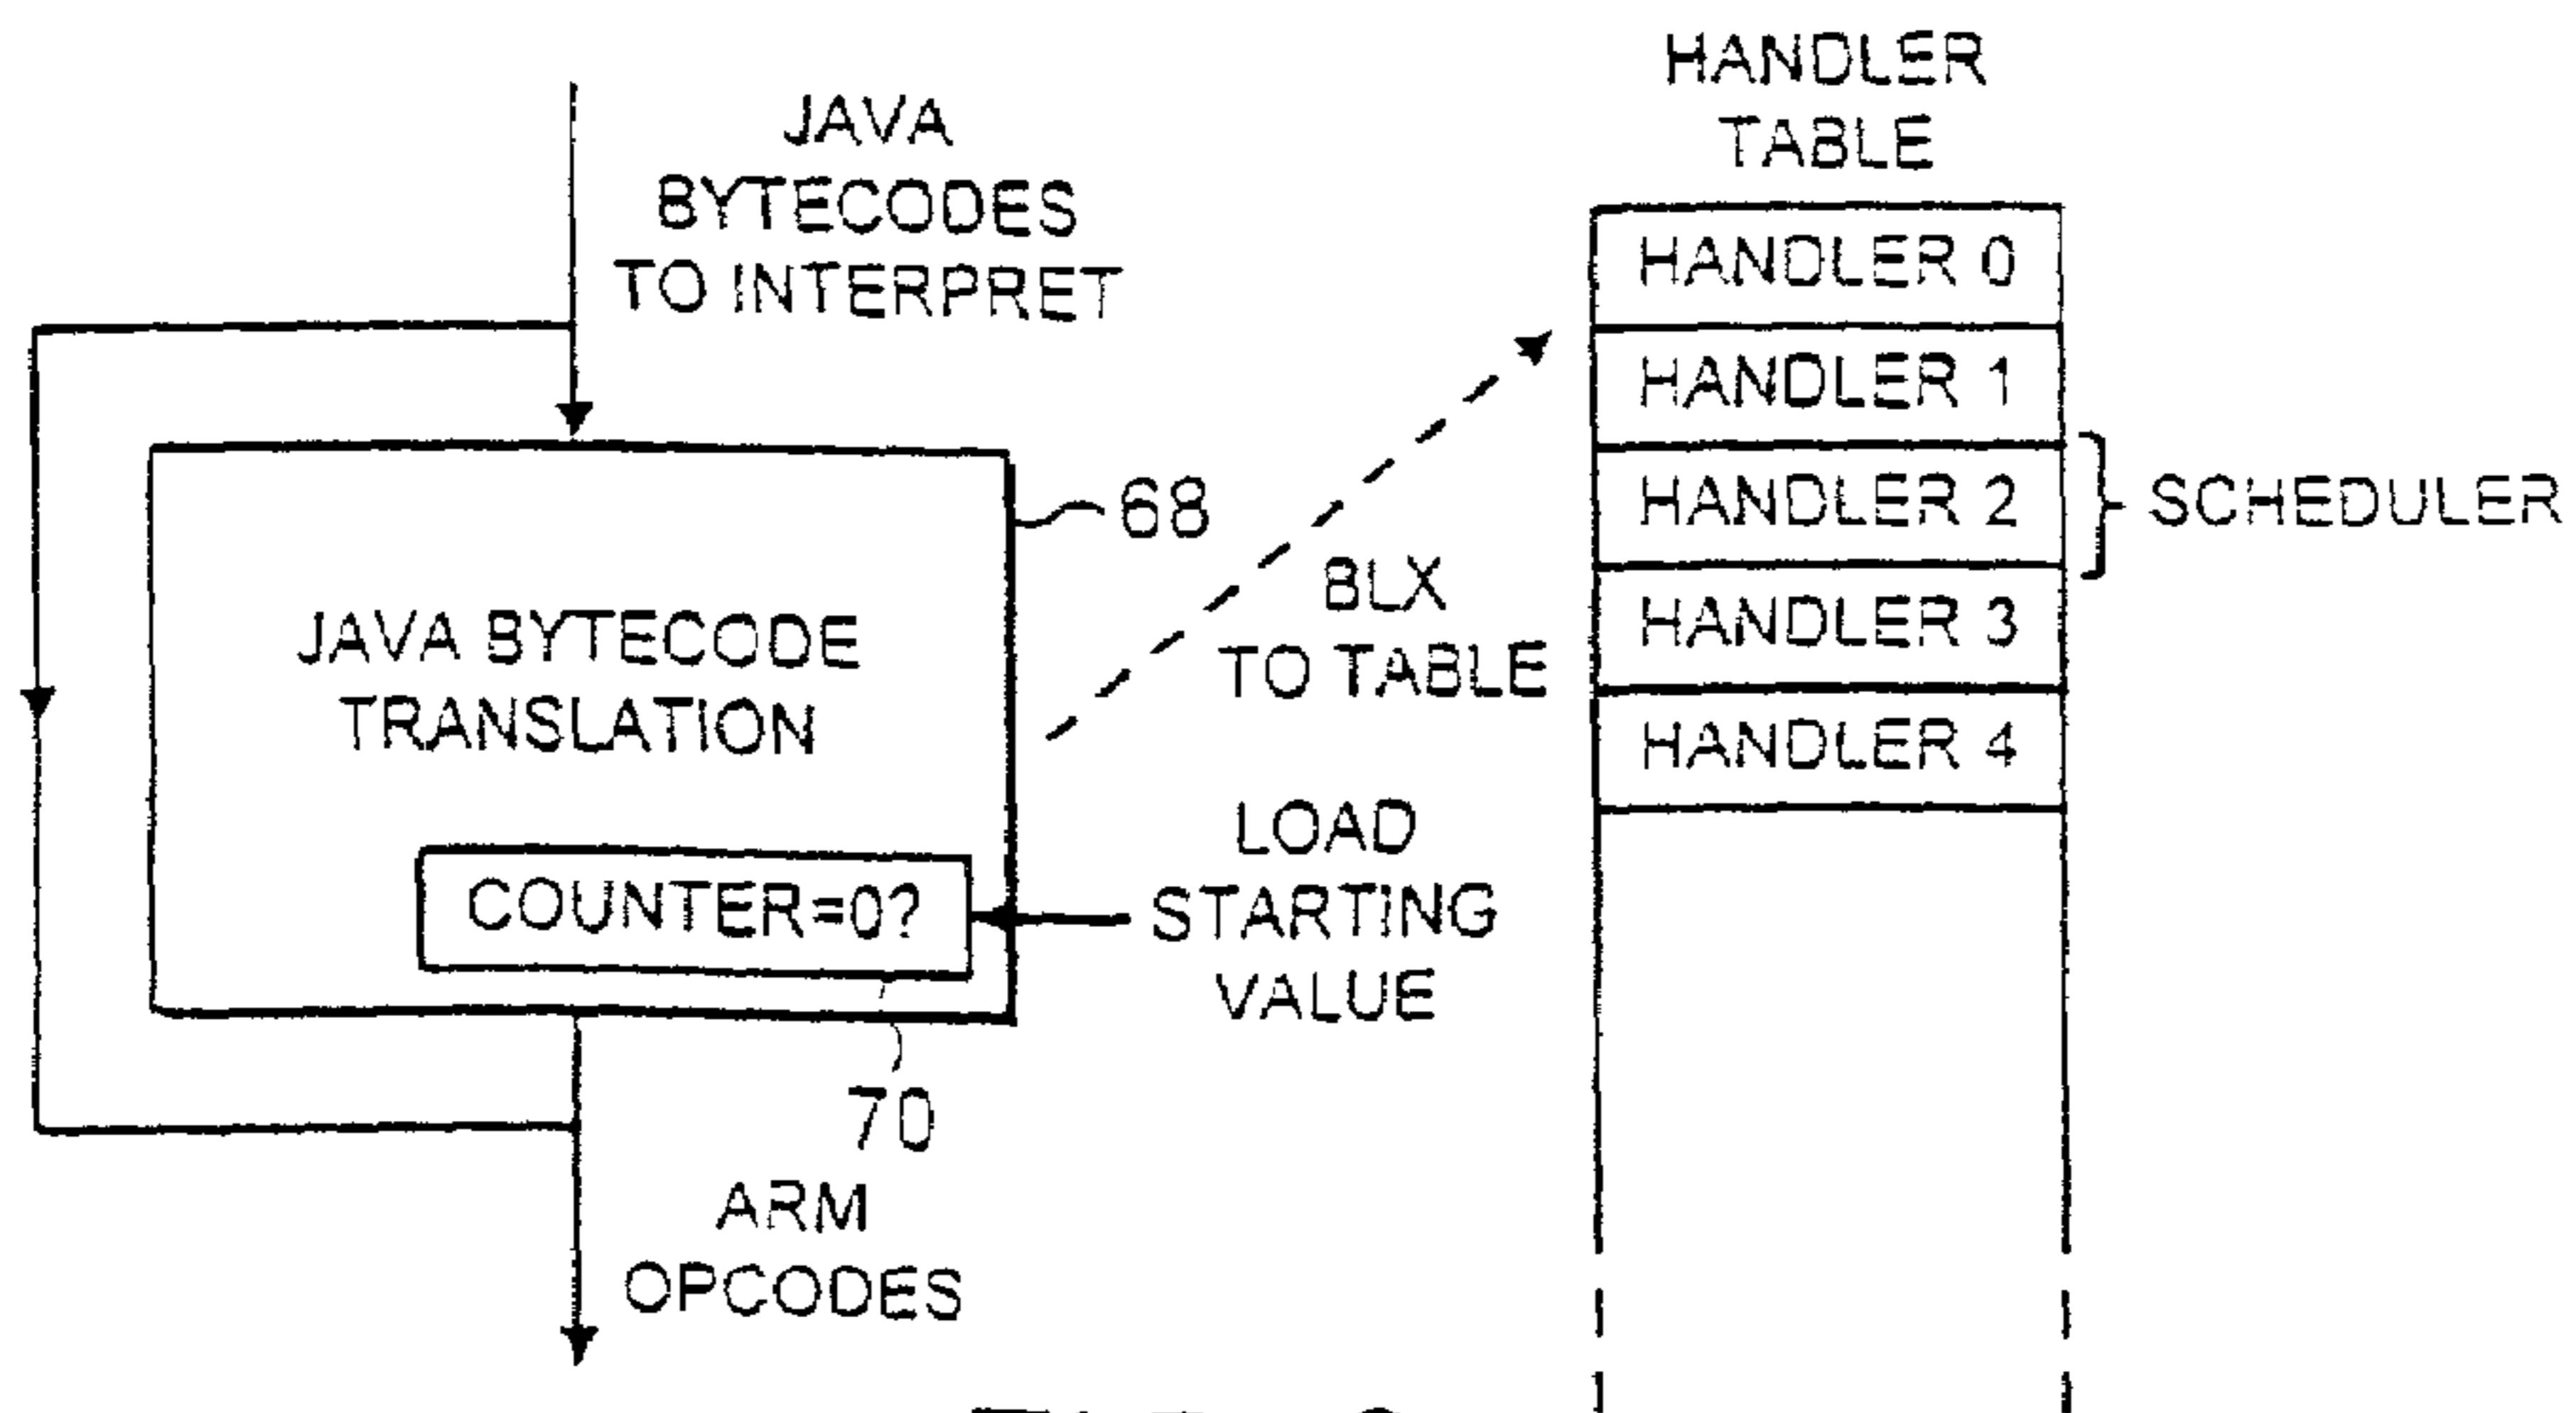 JAVA
BYTECODES
TO INTERPRET
68
JAVA BYTECODE
TRANSLATION
COUNTER=0?
70
ARM
OPCODES
BLX
TO TABLE
LOAD
STARTING
VALUE
HANDLER
TABLE
HANDLER 0
HANDLER 1
HANDLER 2
HANDLER 3
HANDLER 4
SCHEDULER